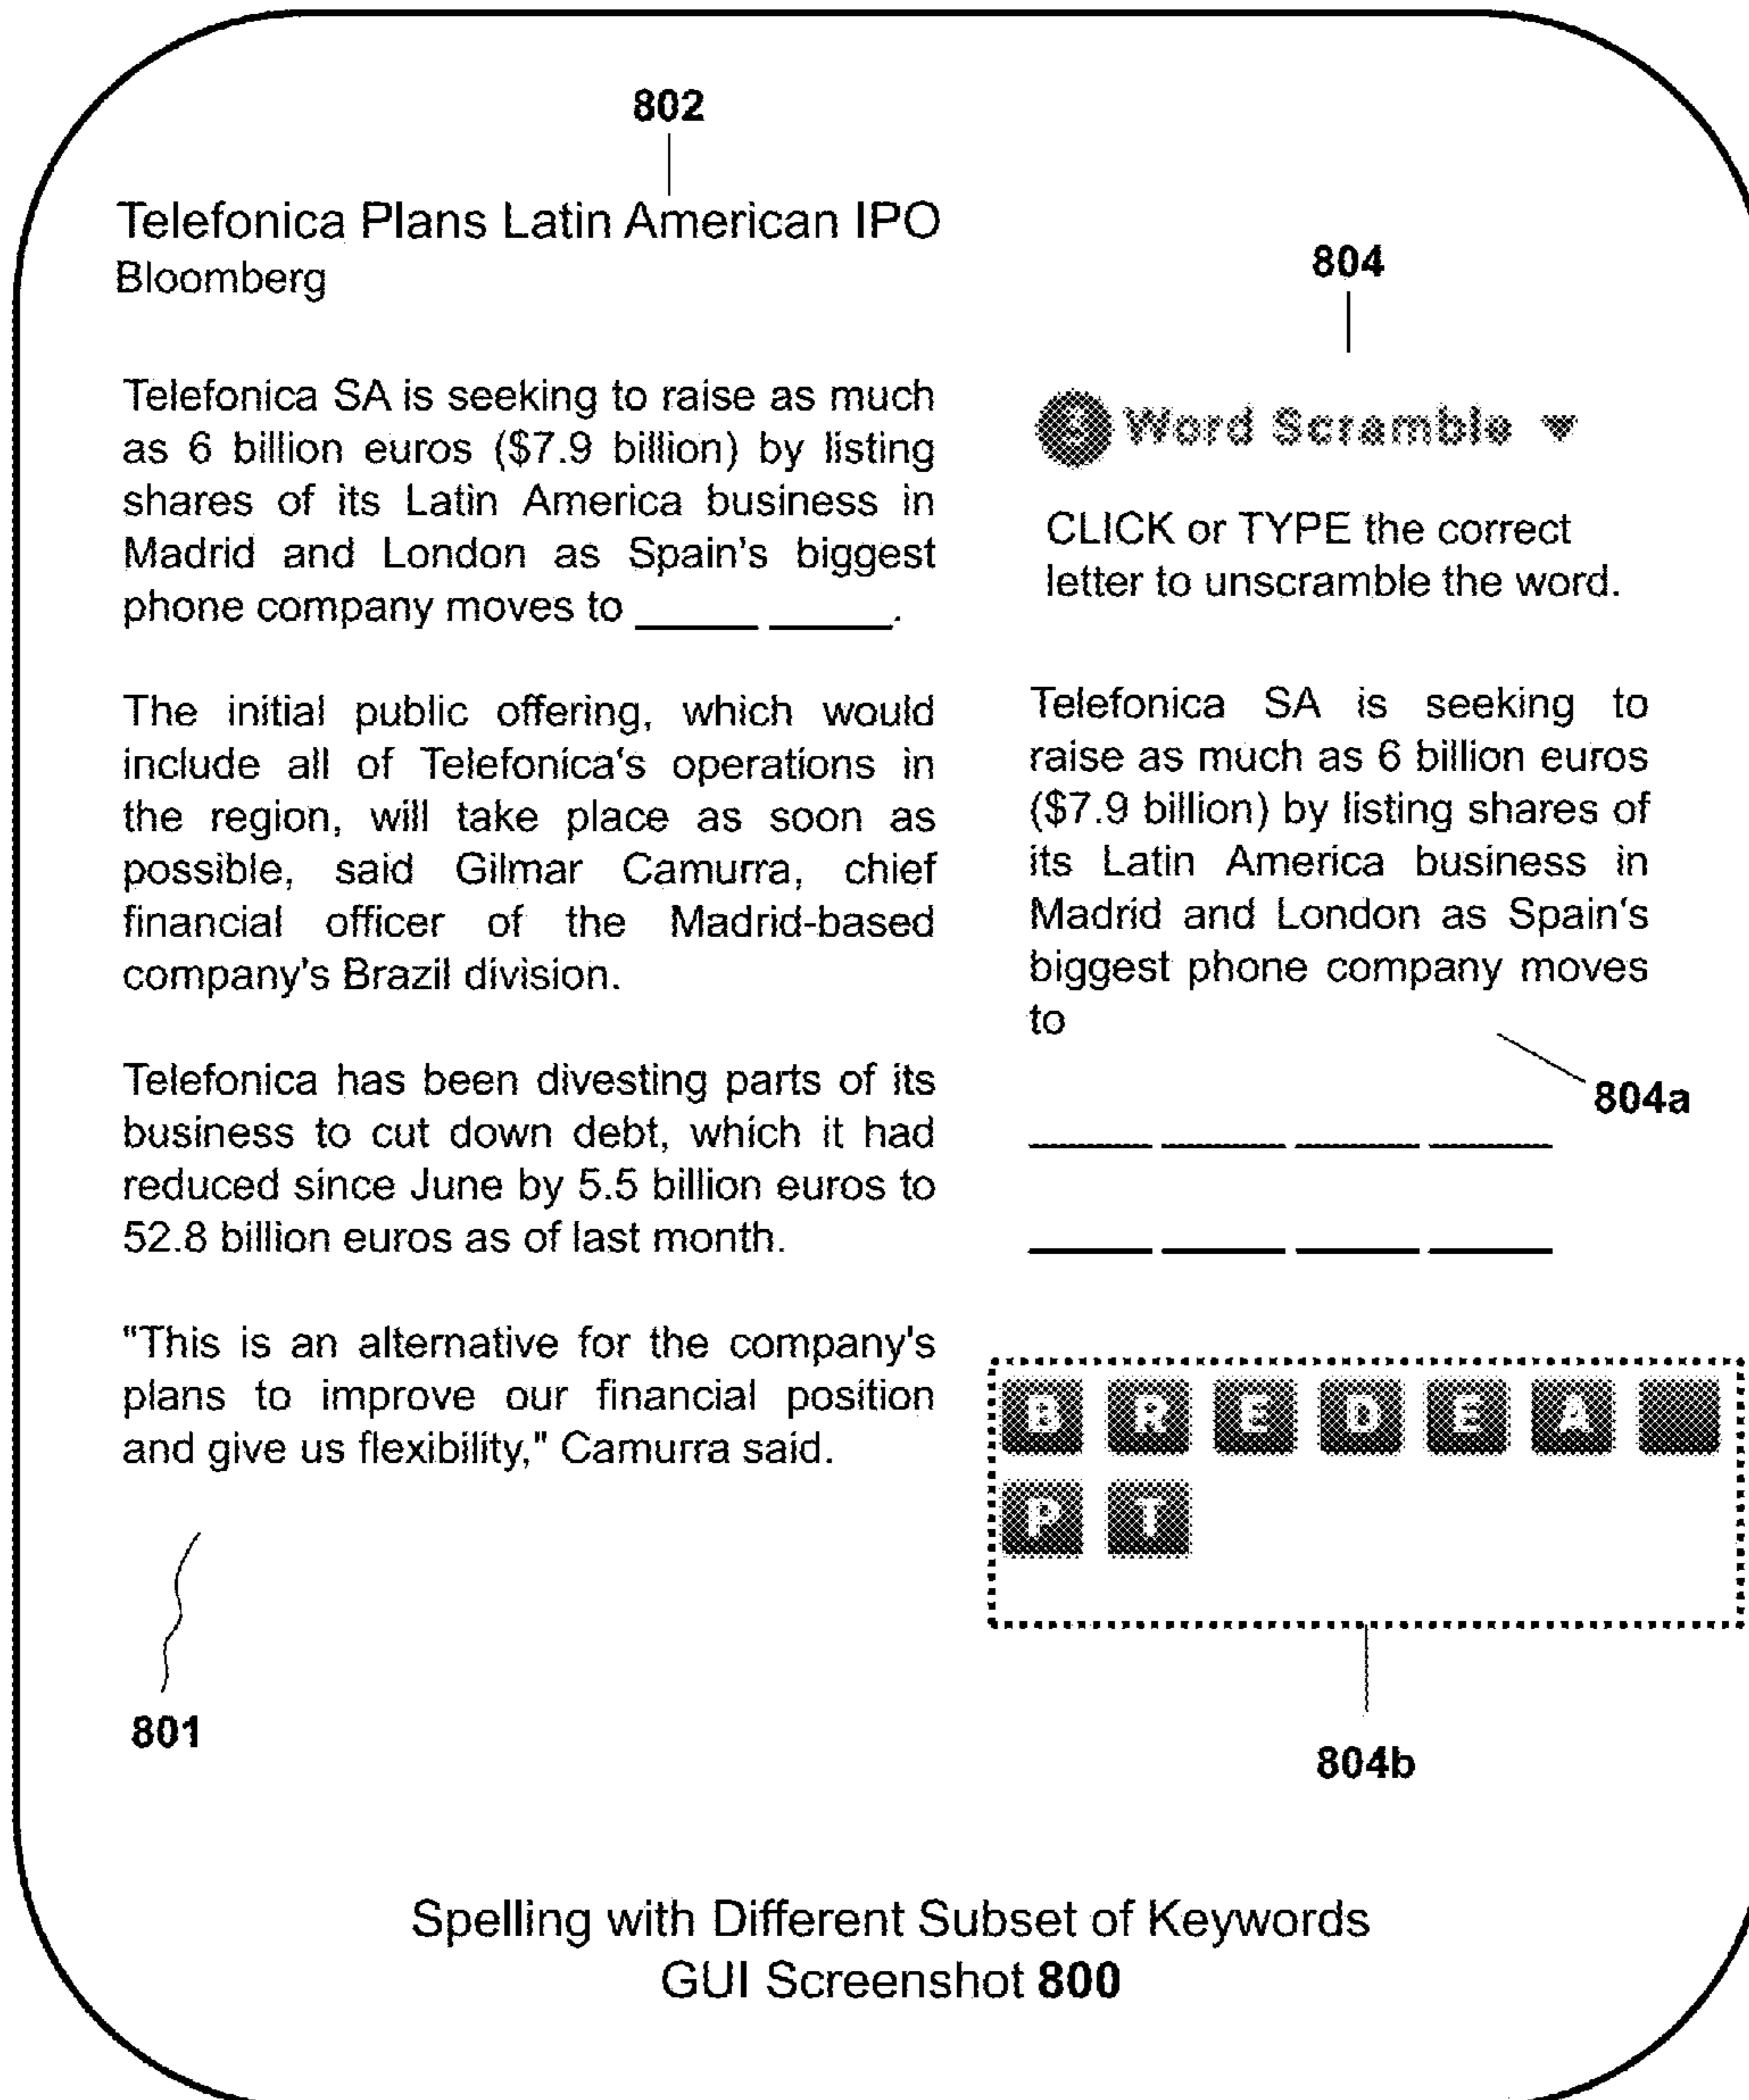 802
Telefonica Plans Latin American IPO
Bloomberg
Telefonica SA is seeking to raise as much
as 6 billion euros ($7.9 billion) by listing
shares of its Latin America business in
Madrid and London as Spain's biggest
phone company moves to _____ _____.
The initial public offering, which would
include all of Telefonica's operations in
the region, will take place as soon as
possible, said Gilmar Camurra, chief
financial officer of the Madrid-based
company's Brazil division.
Telefonica has been divesting parts of its
business to cut down debt, which it had
reduced since June by 5.5 billion euros to
52.8 billion euros as of last month.
"This is an alternative for the company's
plans to improve our financial position
and give us flexibility," Camurra said.
801
804
Word Scramble
CLICK or TYPE the correct
letter to unscramble the word.
Telefonica SA is seeking to
raise as much as 6 billion euros
($7.9 billion) by listing shares of
its Latin America business in
Madrid and London as Spain's
biggest phone company moves
to
804a
_____ _____ _____ _____
_____ _____ _____ _____
B R E D E A
P T
804b
Spelling with Different Subset of Keywords
GUI Screenshot 800